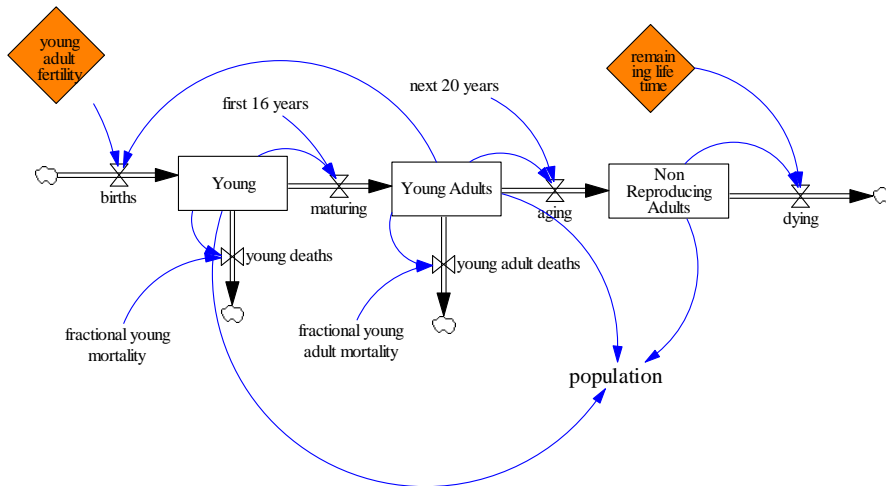 young
adult
fertility
remain
ing life
time
next 20 years
first 16 years
Young
Young Adults
Non
Reproducing
Adults
births
maturing
aging
dying
young deaths
young adult deaths
fractional young
mortality
fractional young
adult mortality
population